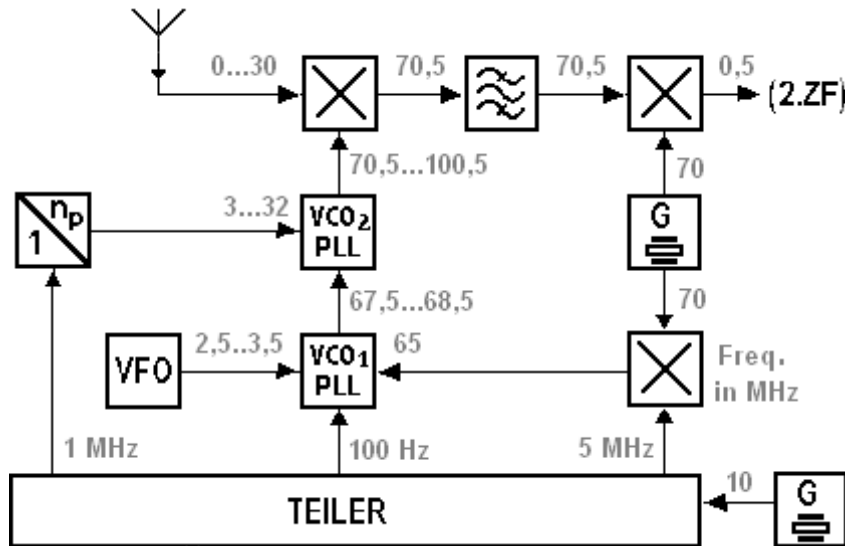 0...30
70,5
70,5
0,5
(2.ZF)
70,5...100,5
70
1
np
3...32
VCO2
PLL
G
67,5...68,5
70
VFO
2,5..3,5
VCO1
PLL
65
Freq.
in MHz
1 MHz
100 Hz
5 MHz
TEILER
10
G